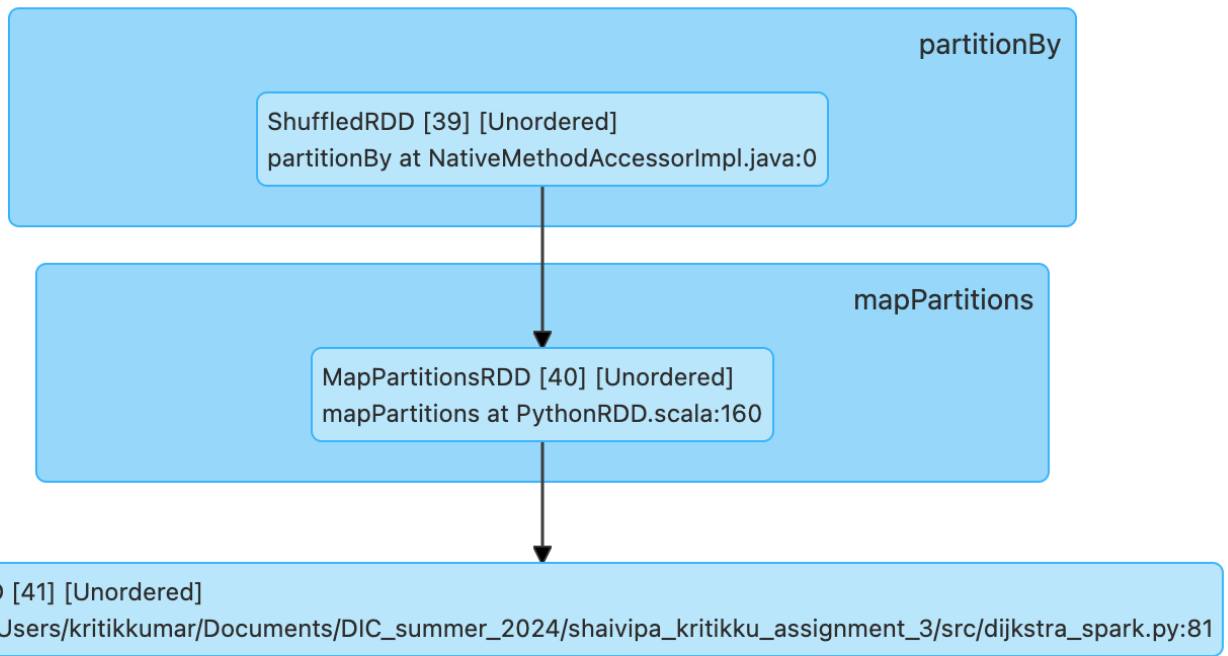 partitionBy
ShuffledRDD [39] [Unordered]
partitionBy at NativeMethodAccessorImpl.java:0
mapPartitions
MapPartitionsRDD [40] [Unordered]
mapPartitions at PythonRDD.scala:160
[41] [Unordered]
Users/kritikkumar/Documents/DIC_summer_2024/shaivipa_kritikku_assignment_3/src/dijkstra_spark.py:81